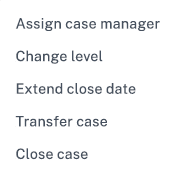 Assign case manager
Change level
Extend close date
Transfer case
Close case